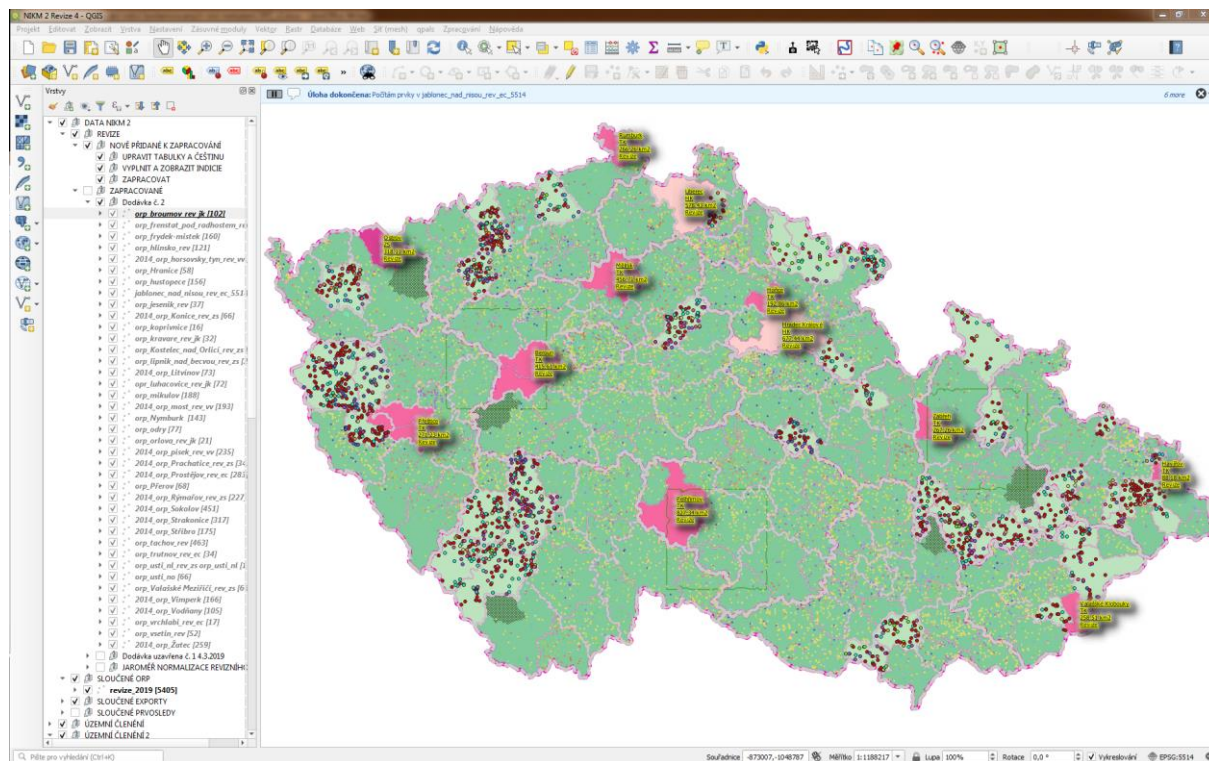 NIKM 2 Revize 4 - QGIS
Projekt Editovat Zobrazit Vrstva Nastavení Zásuvné moduly Vektor Rastr Databáze Web Síť (mesh) qpals Zpracování Nápověda
Vrstvy
Úloha dokončena: Počítám prvky v jablonec_nad_nisou_rev_ec_5514
6 more
DATA NIKM 2
REVIZE
NOVĚ PŘIDANÉ K ZAPRACOVÁNÍ
UPRAVIT TABULKY A ČEŠTINU
VYPLNIT A ZOBRAZIT INDICIE
ZAPRACOVAT
ZAPRACOVANÉ
Dodávka č. 2
orp_broumov_rev_jk [102]
orp_frenstat_pod_radhostem_re
orp_frydek-mistek [160]
orp_hlinsko_rev [121]
2014_orp_horsovsky_tyn_rev_vv
orp_Hranice [58]
orp_hustopece [156]
jablonec_nad_nisou_rev_ec_551
orp_jesenik_rev [37]
2014_orp_Konice_rev_zs [66]
orp_koprivnice [16]
orp_kravare_rev_jk [32]
orp_Kostelec_nad_Orlici_rev_zs
orp_lipnik_nad_becvou_rev_zs
2014_orp_Litvinov [73]
opr_luhacovice_rev_jk [72]
orp_mikulov [188]
2014_orp_most_rev_vv [193]
orp_Nymburk [143]
orp_odry [77]
orp_orlova_rev_jk [21]
2014_orp_pisek_rev_vv [235]
2014_orp_Prachatice_rev_zs [34
2014_orp_Prostějov_rev_ec [283
orp_Přerov [68]
2014_orp_Rýmařov_rev_zs [227]
2014_orp_Sokolov [451]
2014_orp_Strakonice [317]
2014_orp_Stříbro [175]
orp_tachov_rev [463]
orp_trutnov_rev_ec [34]
orp_usti_nl_rev_zs orp_usti_nl [1
orp_usti_no [66]
orp_Valašské Meziříčí_rev_zs [6
2014_orp_Vimperk [166]
2014_orp_Vodňany [105]
orp_vrchlabi_rev_ec [17]
orp_vsetin_rev [52]
2014_orp_Žatec [259]
Dodávka uzavřena č. 1 4.3.2019
JAROMĚŘ NORMALIZACE REVIZNÍHO
SLOUČENÉ ORP
revize_2019 [5405]
SLOUČENÉ EXPORTY
SLOUČENÉ PRVOSLEDY
ÚZEMNÍ ČLENĚNÍ
ÚZEMNÍ ČLENĚNÍ 2
Pište pro vyhledání (Ctrl+K)
Souřadnice -873007,-1048787 Měřítko 1:1188217 Lupa 100% Rotace 0,0 ° Vykreslování EPSG:5514